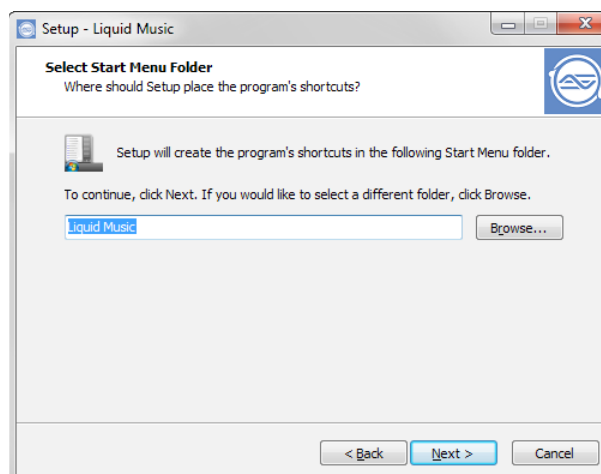 Setup - Liquid Music
Select Start Menu Folder
Where should Setup place the program's shortcuts?
Setup will create the program's shortcuts in the following Start Menu folder.
To continue, click Next. If you would like to select a different folder, click Browse.
Liquid Music
Browse...
< Back
Next >
Cancel